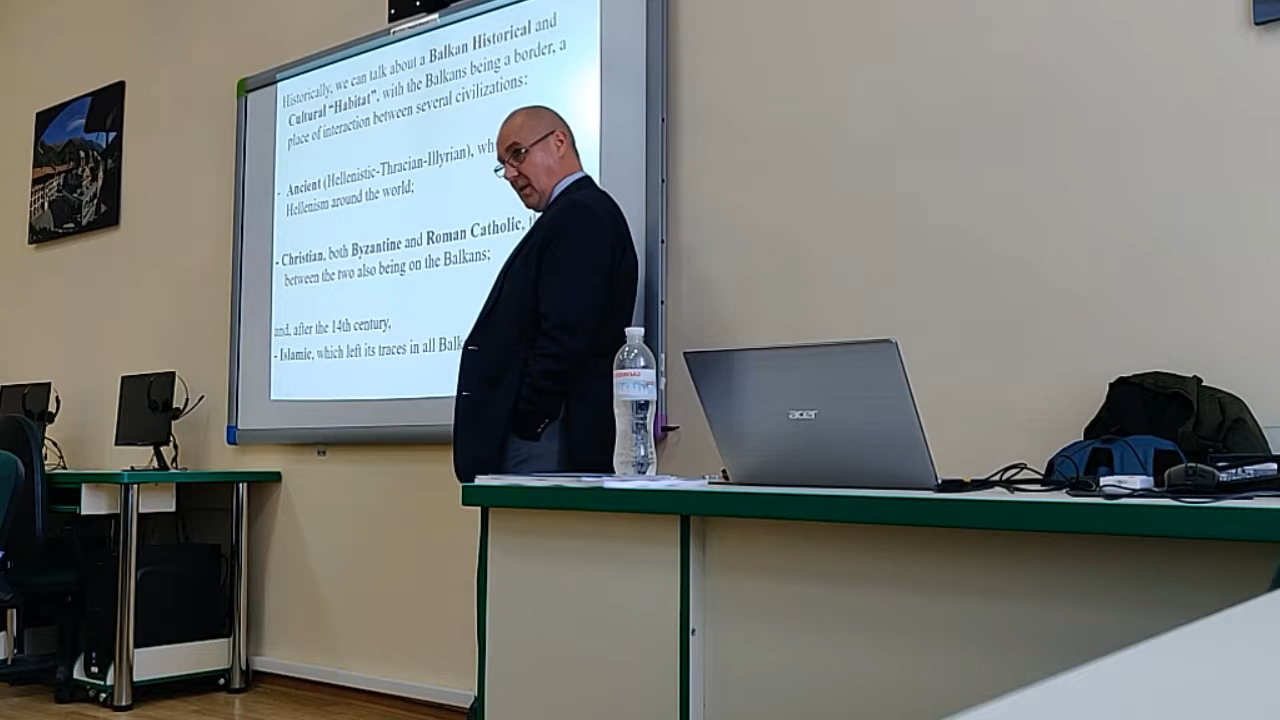 Historically, we can talk about a Balkan Historical and
Cultural “Habitat”, with the Balkans being a border, a
place of interaction between several civilizations:
- Ancient (Hellenistic-Thracian-Illyrian),
Hellenism around the world;
- Christian, both Byzantine and Roman Catholic,
between the two also being on the Balkans;
and, after the 14th century,
- Islamic, which left its traces in all
acer